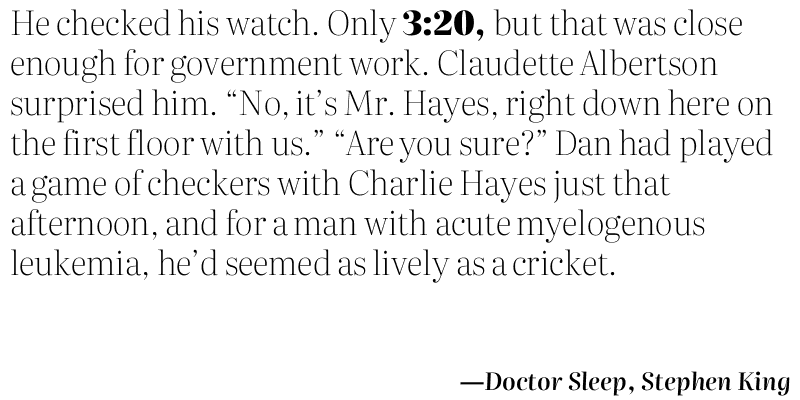 He checked his watch. Only 3:20, but that was close
enough for government work. Claudette Albertson
surprised him. “No, it’s Mr. Hayes, right down here on
the first floor with us.” “Are you sure?” Dan had played
a game of checkers with Charlie Hayes just that
afternoon, and for a man with acute myelogenous
leukemia, he’d seemed as lively as a cricket.
—Doctor Sleep, Stephen King